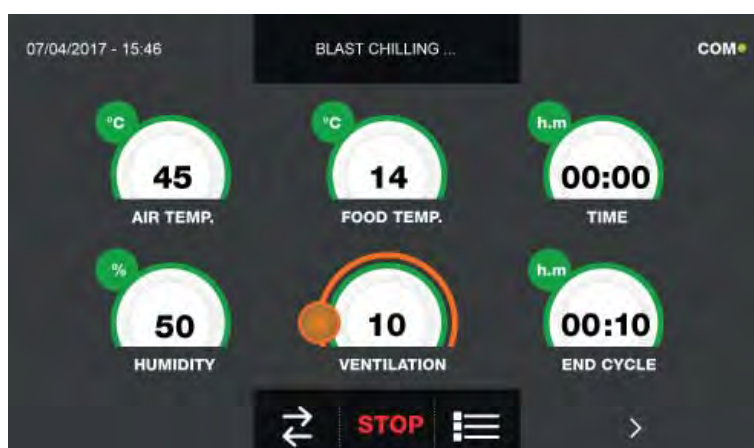 07/04/2017 - 15:46 BLAST CHILLING ... COM
°C °C h.m
45 14 00:00
AIR TEMP. FOOD TEMP. TIME
% h.m
50 10 00:10
HUMIDITY VENTILATION END CYCLE
STOP